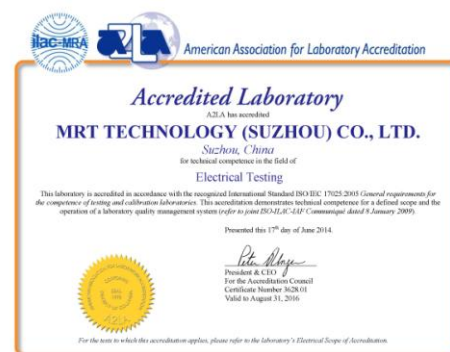 ilac-MRA
A2LA
American Association for Laboratory Accreditation
Accredited Laboratory
A2LA has accredited
MRT TECHNOLOGY (SUZHOU) CO., LTD.
Suzhou, China
for technical competence in the field of
Electrical Testing
This laboratory is accredited in accordance with the recognized International Standard ISO/IEC 17025:2005 General requirements for
the competence of testing and calibration laboratories. This accreditation demonstrates technical competence for a defined scope and the
operation of a laboratory quality management system (refer to joint ISO-ILAC-IAF Communiqué dated 8 January 2009).
Presented this 17th day of June 2014.
President & CEO
For the Accreditation Council
Certificate Number 3628.01
Valid to August 31, 2016
A2LA
For the tests to which this accreditation applies, please refer to the laboratory's Electrical Scope of Accreditation.